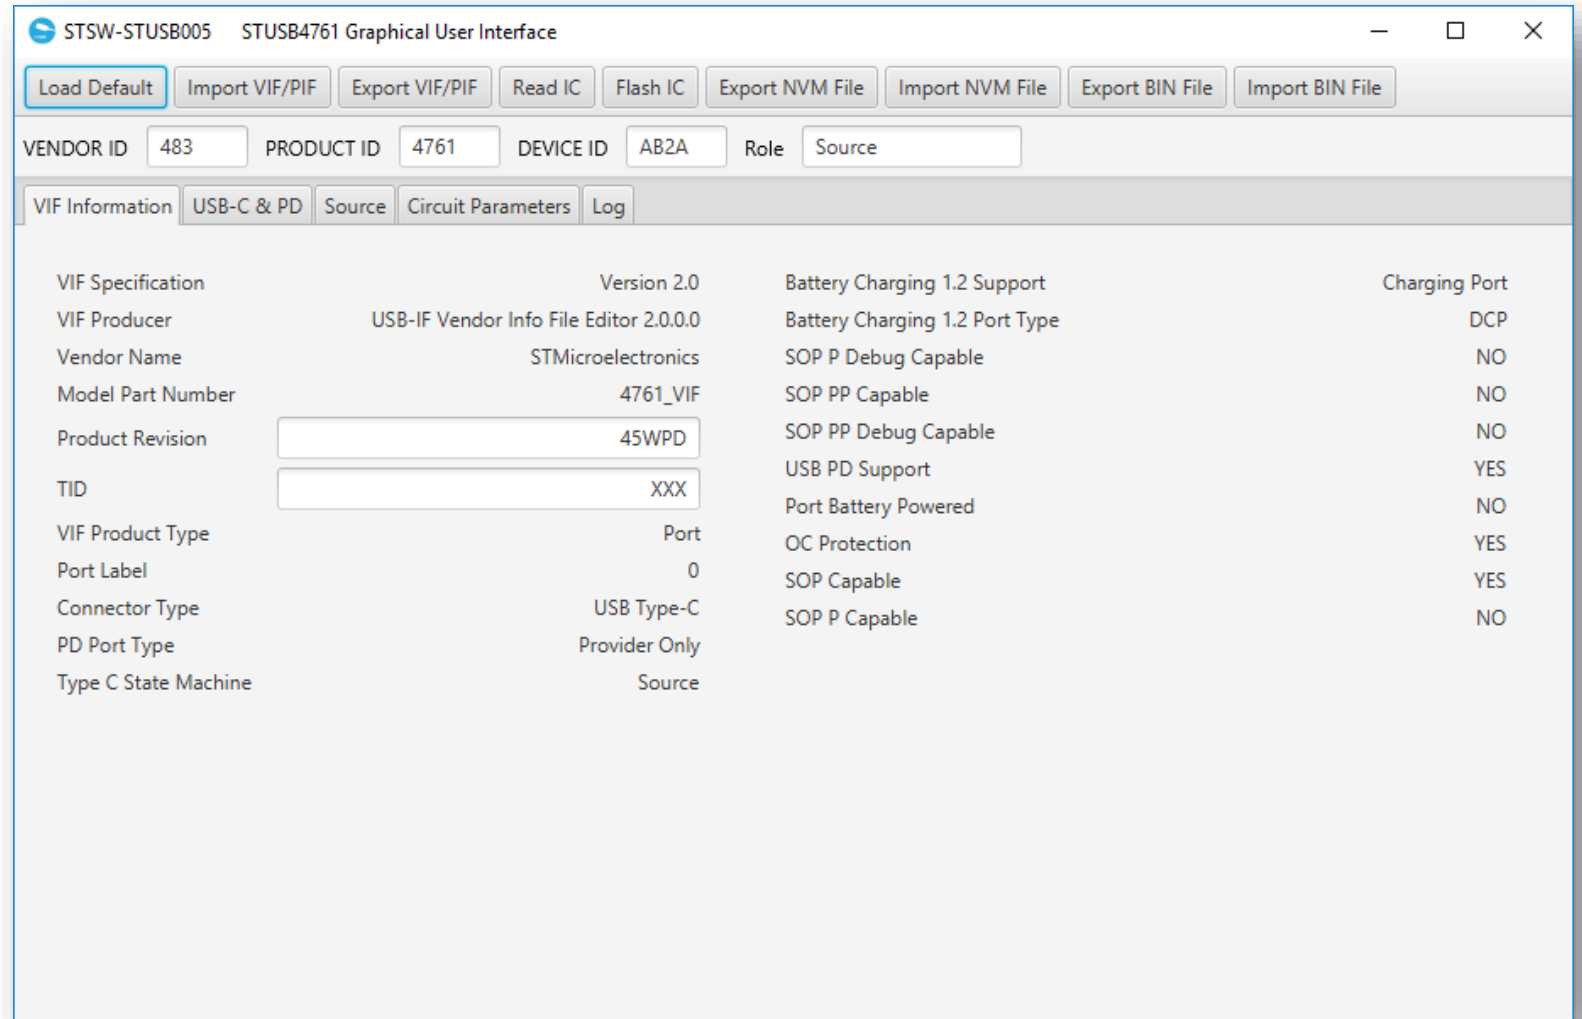 STSW-STUSB005 STUSB4761 Graphical User Interface
Load Default Import VIF/PIF Export VIF/PIF Read IC Flash IC Export NVM File Import NVM File Export BIN File Import BIN File
VENDOR ID 483 PRODUCT ID 4761 DEVICE ID AB2A Role Source
VIF Information USB-C & PD Source Circuit Parameters Log
VIF Specification Version 2.0
VIF Producer USB-IF Vendor Info File Editor 2.0.0.0
Vendor Name STMicroelectronics
Model Part Number 4761_VIF
Product Revision 45WPD
TID XXX
VIF Product Type Port
Port Label 0
Connector Type USB Type-C
PD Port Type Provider Only
Type C State Machine Source
Battery Charging 1.2 Support Charging Port
Battery Charging 1.2 Port Type DCP
SOP P Debug Capable NO
SOP PP Capable NO
SOP PP Debug Capable NO
USB PD Support YES
Port Battery Powered NO
OC Protection YES
SOP Capable YES
SOP P Capable NO